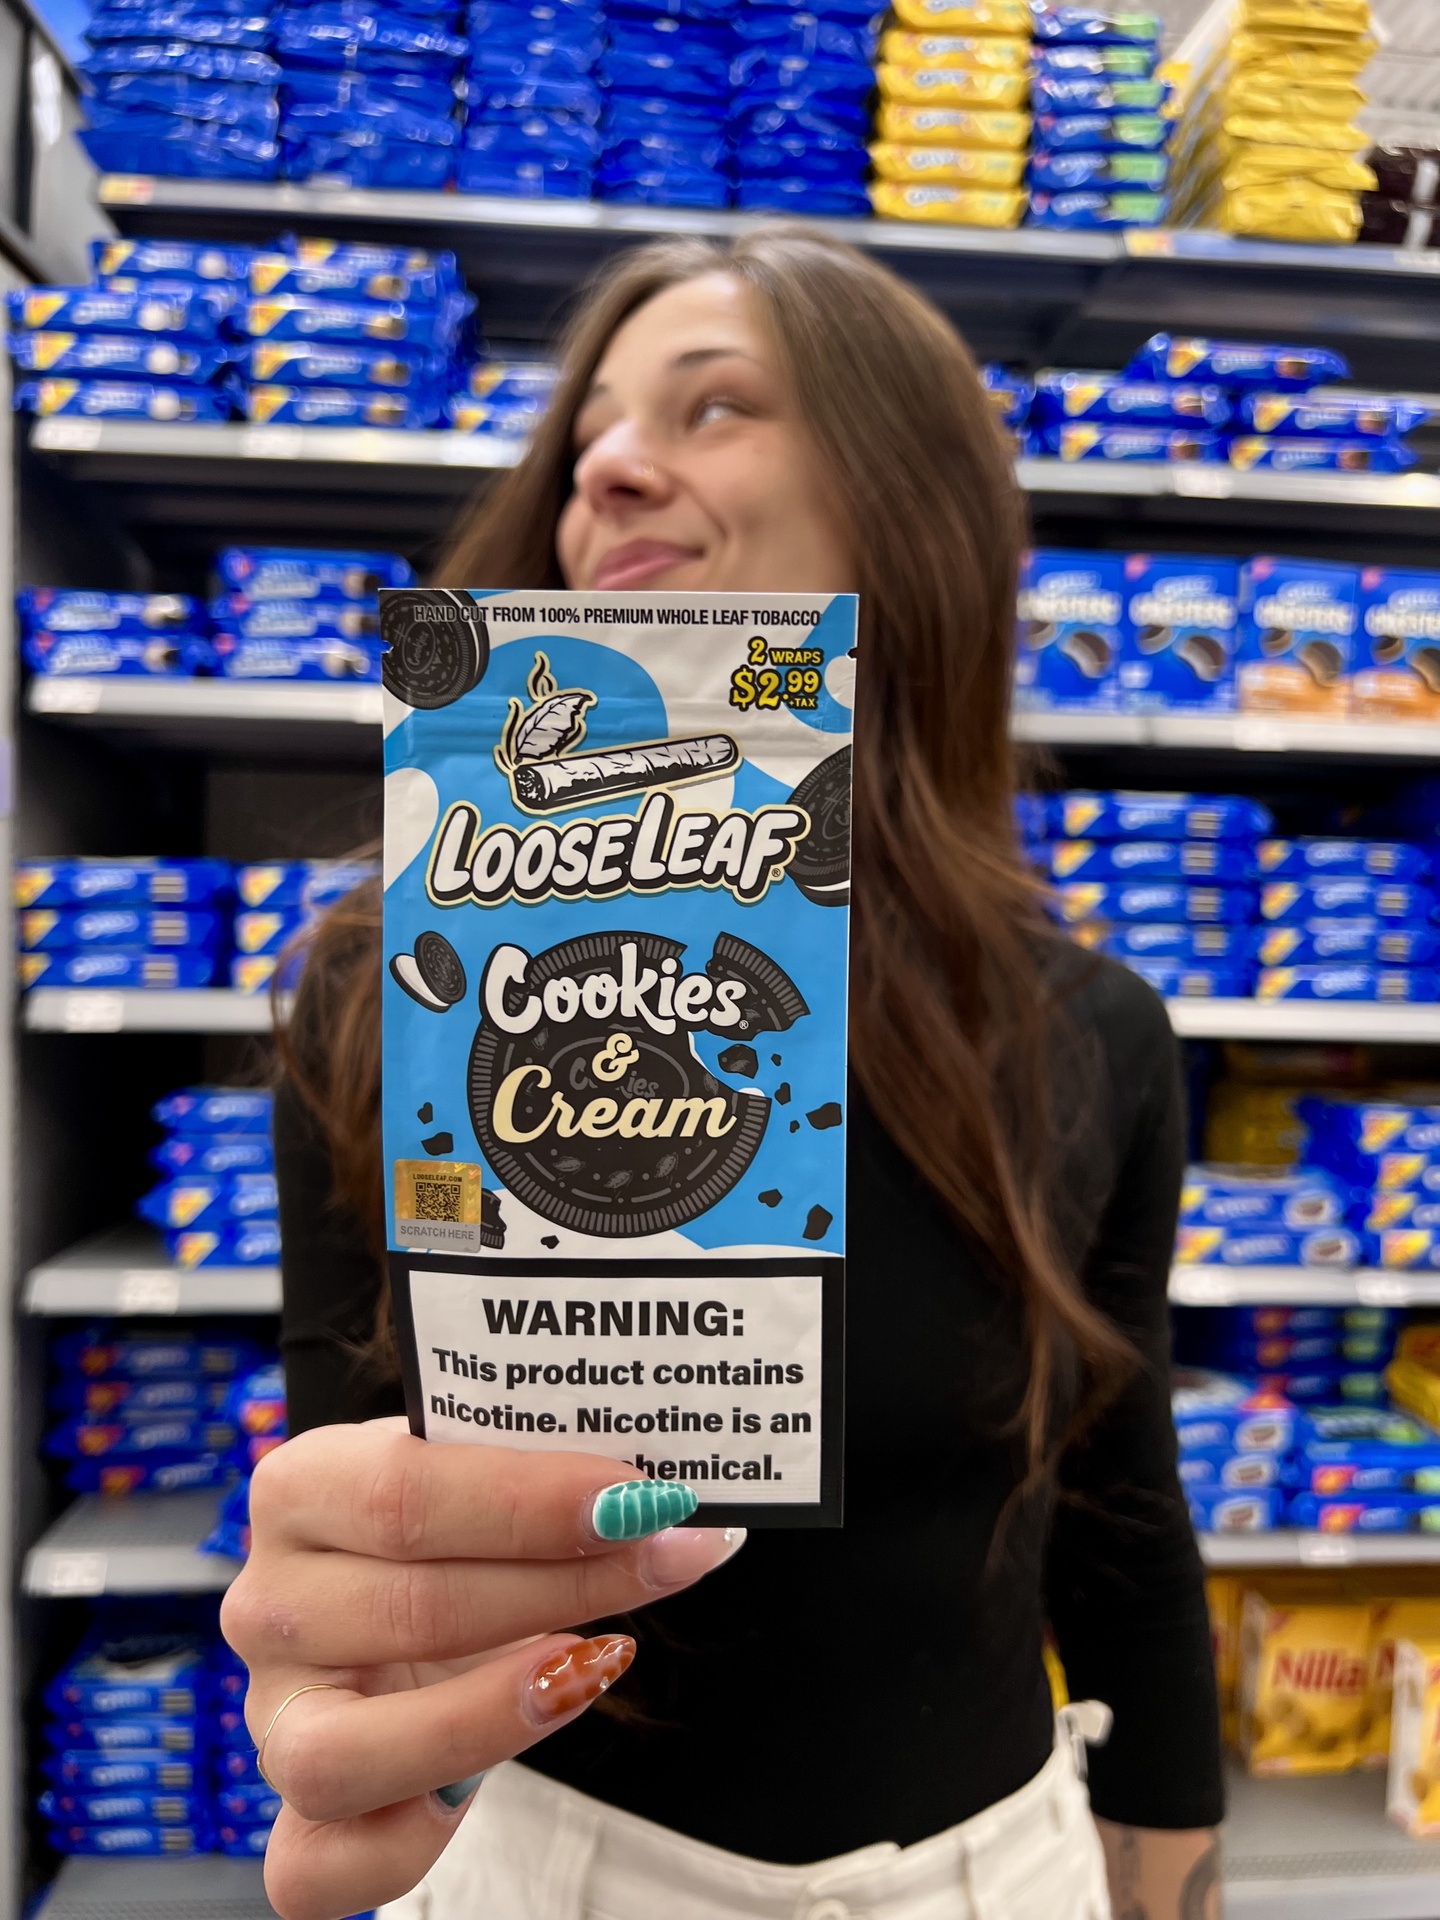 HAND CUT FROM 100% PREMIUM WHOLE LEAF TOBACCO
2 WRAPS
$2.99
+TAX
LOOSELEAF®
Cookies®
&
Cream
LOOSELEAF.COM
SCRATCH HERE
WARNING:
This product contains
nicotine. Nicotine is an
chemical.
Nilla